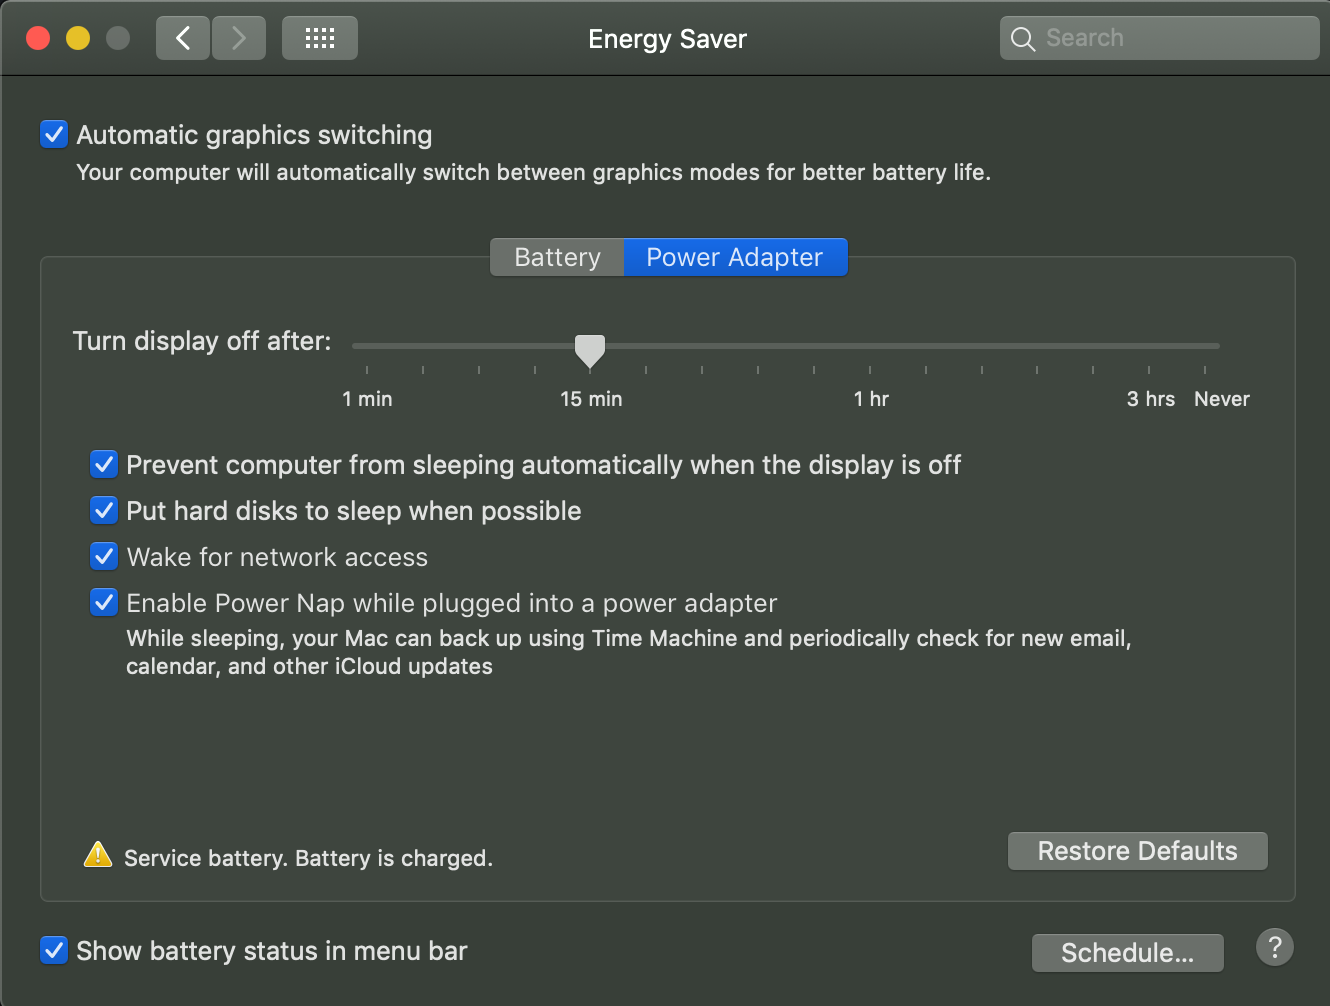 Energy Saver
Search
Automatic graphics switching
Your computer will automatically switch between graphics modes for better battery life.
Battery
Power Adapter
Turn display off after:
1 min
15 min
1 hr
3 hrs
Never
Prevent computer from sleeping automatically when the display is off
Put hard disks to sleep when possible
Wake for network access
Enable Power Nap while plugged into a power adapter
While sleeping, your Mac can back up using Time Machine and periodically check for new email,
calendar, and other iCloud updates
Service battery. Battery is charged.
Restore Defaults
Show battery status in menu bar
Schedule...
?